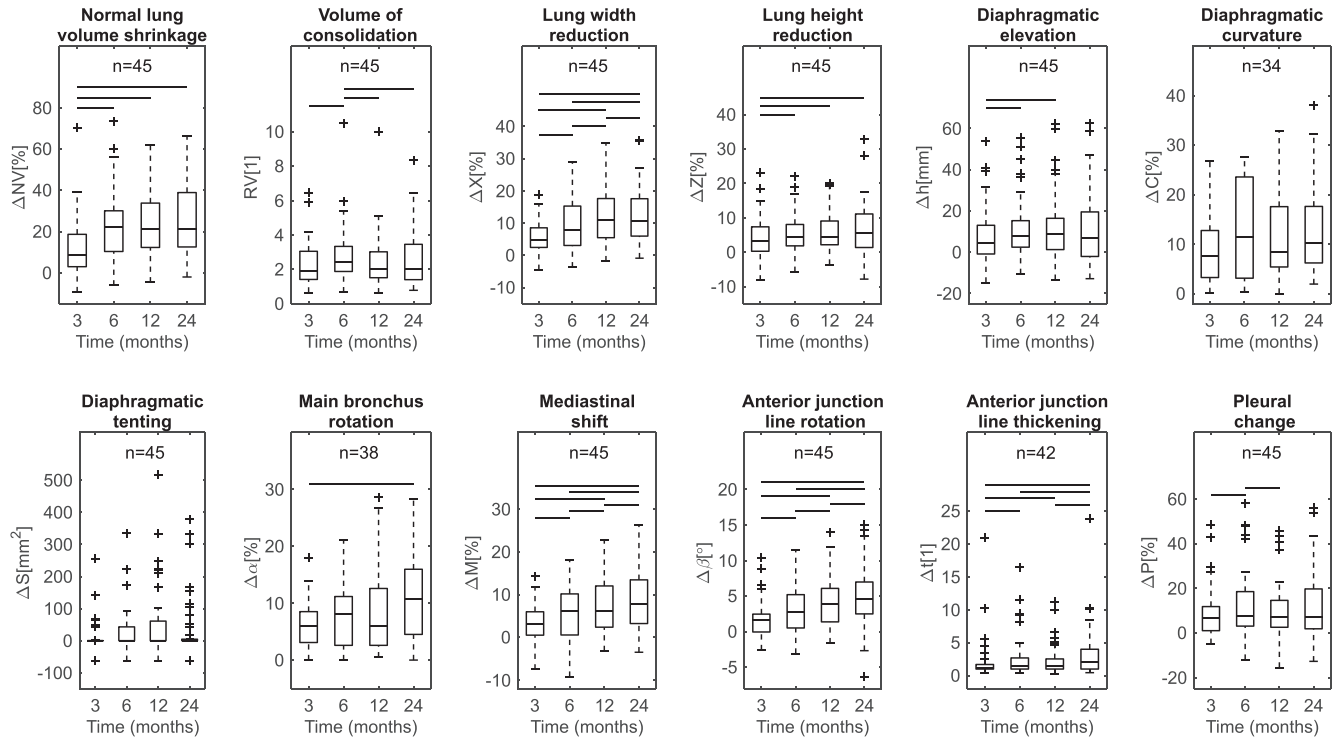 Normal lung
volume shrinkage
n=45
ΔNV[%]
80
60
40
20
0
3 6 12 24
Time (months)
Volume of
consolidation
n=45
RV[1]
10
8
6
4
2
0
3 6 12 24
Time (months)
Lung width
reduction
n=45
ΔX[%]
40
30
20
10
0
-10
3 6 12 24
Time (months)
Lung height
reduction
n=45
ΔZ[%]
40
30
20
10
0
-10
3 6 12 24
Time (months)
Diaphragmatic
elevation
n=45
Δh[mm]
60
40
20
0
-20
3 6 12 24
Time (months)
Diaphragmatic
curvature
n=34
ΔC[%]
40
30
20
10
0
3 6 12 24
Time (months)
Diaphragmatic
tenting
n=45
ΔS[mm²]
500
400
300
200
100
0
-100
3 6 12 24
Time (months)
Main bronchus
rotation
n=38
Δα[%]
30
20
10
0
3 6 12 24
Time (months)
Mediastinal
shift
n=45
ΔM[%]
30
20
10
0
-10
3 6 12 24
Time (months)
Anterior junction
line rotation
n=45
Δβ[°]
20
15
10
5
0
-5
3 6 12 24
Time (months)
Anterior junction
line thickening
n=42
Δt[1]
25
20
15
10
5
0
3 6 12 24
Time (months)
Pleural
change
n=45
ΔP[%]
60
40
20
0
-20
3 6 12 24
Time (months)